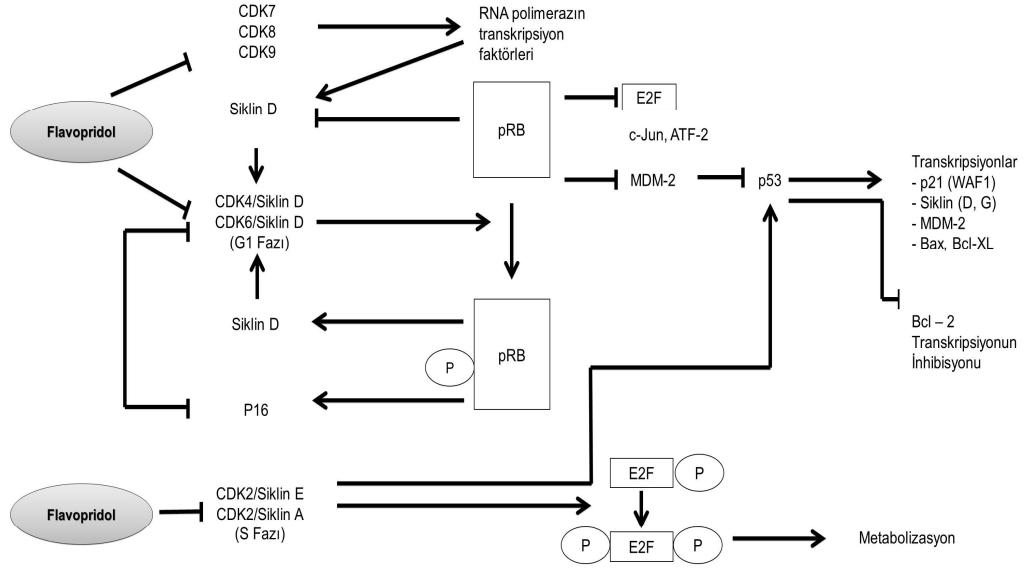 CDK7
CDK8
CDK9
RNA polimerazın
transkripsiyon
faktörleri
Flavopridol
Siklin D
pRB
E2F
c-Jun, ATF-2
MDM-2
p53
Transkripsiyonlar
- p21 (WAF1)
- Siklin (D, G)
- MDM-2
- Bax, Bcl-XL
CDK4/Siklin D
CDK6/Siklin D
(G1 Fazı)
Siklin D
pRB
P
P16
Bcl – 2
Transkripsiyonun
İnhibisyonu
Flavopridol
CDK2/Siklin E
CDK2/Siklin A
(S Fazı)
E2F
P
P
E2F
P
Metabolizasyon